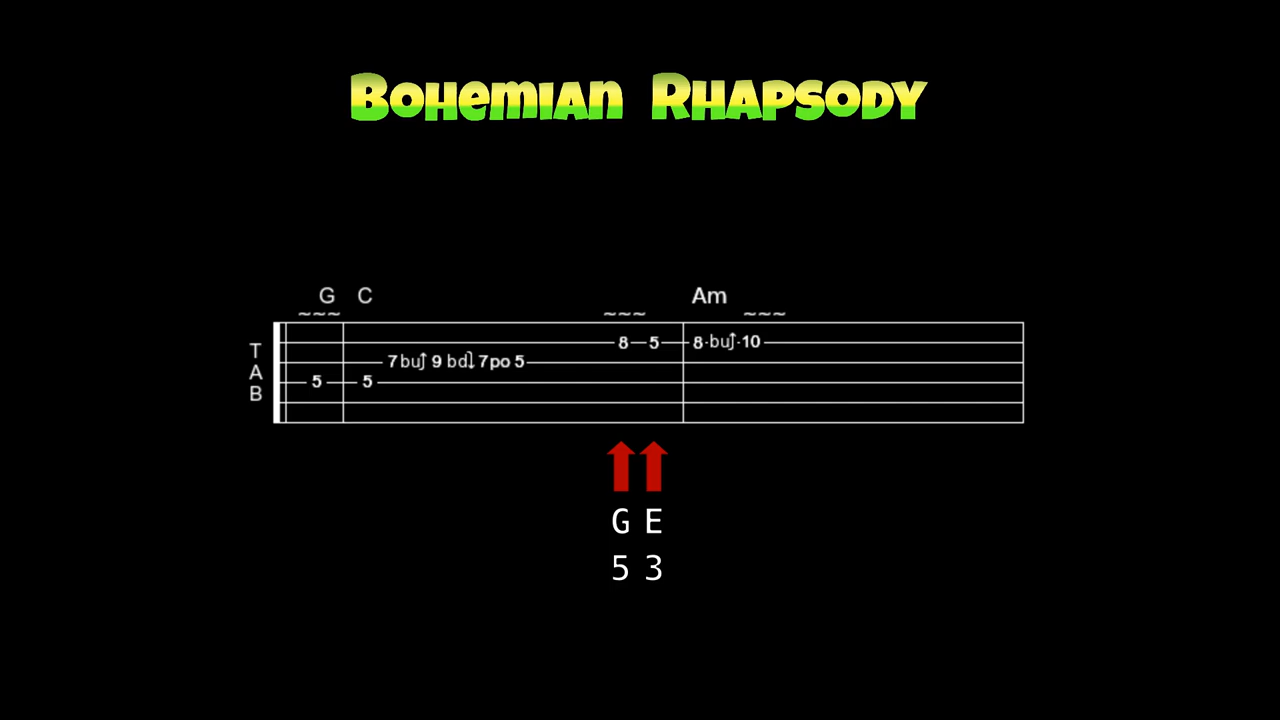 Bohemian Rhapsody
G C Am
~~~ ~~~ ~~~
T
A
B
8 5 8 bu 10
7 bu 9 bd 7 po 5
5 5
G E
5 3